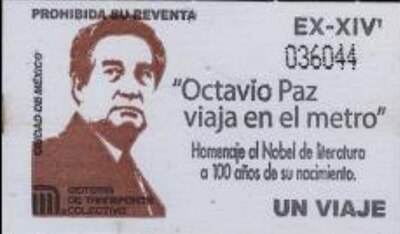 PROHIBIDA SU REVENTA
EX-XIV'
036044
CIUDAD DE MÉXICO
"Octavio Paz
viaja en el metro"
Homenaje al Nobel de literatura
a 100 años de su nacimiento.
SISTEMA
DE TRANSPORTE
COLECTIVO
UN VIAJE